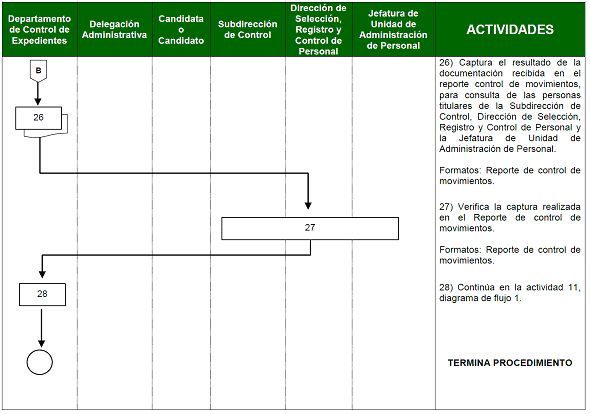 Departamento
de Control de
Expedientes
Delegación
Administrativa
Candidata
o
Candidato
Subdirección
de Control
Dirección de
Selección,
Registro y
Control de
Personal
Jefatura de
Unidad de
Administración
de Personal
ACTIVIDADES
B
26
27
28
26) Captura el resultado de la
documentación recibida en el
reporte control de movimientos,
para consulta de las personas
titulares de la Subdirección de
Control, Dirección de Selección,
Registro y Control de Personal y
la Jefatura de Unidad de
Administración de Personal.
Formatos: Reporte de control de
movimientos.
27) Verifica la captura realizada
en el Reporte de control de
movimientos.
Formatos: Reporte de control de
movimientos.
28) Continúa en la actividad 11,
diagrama de flujo 1.
TERMINA PROCEDIMIENTO